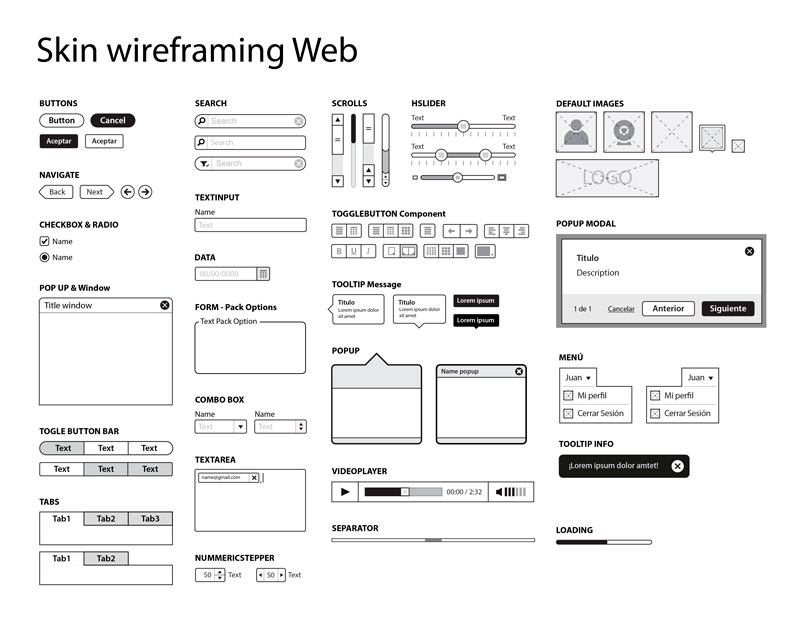 Skin wireframing Web
BUTTONS
Button
Cancel
Aceptar
Aceptar
NAVIGATE
Back
Next
CHECKBOX & RADIO
Name
Name
POP UP & Window
Title window
TOGLE BUTTON BAR
Text
Text
Text
Text
Text
Text
TABS
Tab1
Tab2
Tab3
Tab1
Tab2
SEARCH
Search
Search
Search
TEXTINPUT
Name
Text
DATA
00/00/0000
FORM - Pack Options
Text Pack Option
COMBO BOX
Name
Name
Text
Text
TEXTAREA
name@gmail.com
NUMMERICSTEPPER
50
Text
50
Text
SCROLLS
HSLIDER
Text
Text
Text
Text
TOGGLEBUTTON Component
B
U
I
TOOLTIP Message
Titulo
Lorem ipsum dolor
sit amet
Titulo
Lorem ipsum dolor
sit amet
Lorem ipsum
Lorem ipsum
POPUP
Name popup
VIDEOPLAYER
00:00 / 2:32
SEPARATOR
DEFAULT IMAGES
LOGO
POPUP MODAL
Titulo
Description
1 de 1
Cancelar
Anterior
Siguiente
MENÚ
Juan
Mi perfil
Cerrar Sesión
Juan
Mi perfil
Cerrar Sesión
TOOLTIP INFO
¡Lorem ipsum dolor amtet!
LOADING